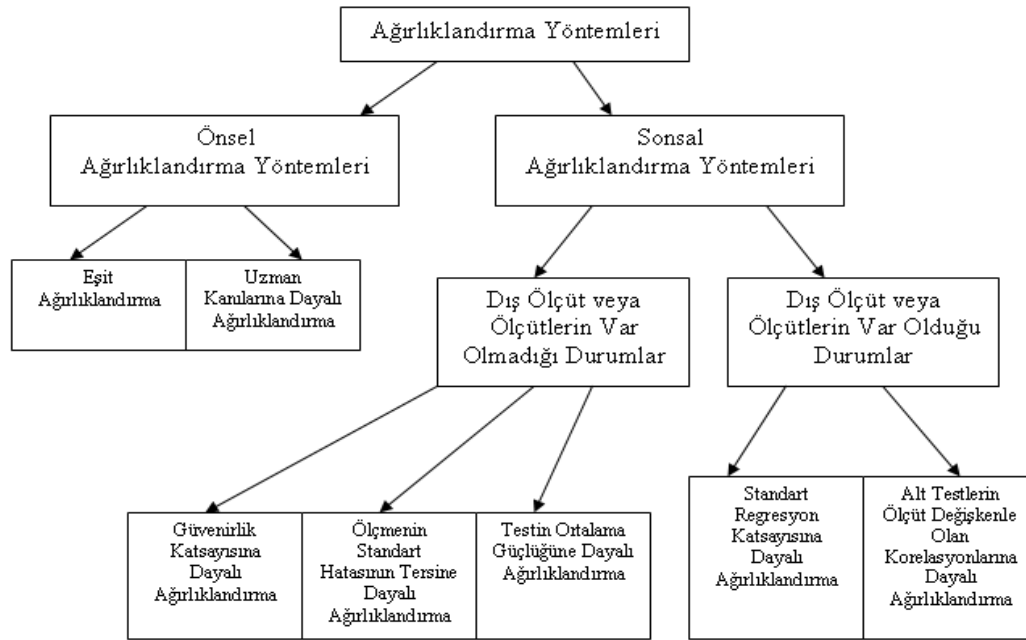 Ağırlıklandırma Yöntemleri
Önsel
Ağırlıklandırma Yöntemleri
Sonsal
Ağırlıklandırma Yöntemleri
Eşit
Ağırlıklandırma
Uzman
Kanılarına Dayalı
Ağırlıklandırma
Dış Ölçüt veya
Ölçütlerin Var
Olmadığı Durumlar
Dış Ölçüt veya
Ölçütlerin Var Olduğu
Durumlar
Güvenirlik
Katsayısına
Dayalı
Ağırlıklandırma
Ölçmenin
Standart
Hatasının Tersine
Dayalı
Ağırlıklandırma
Testin Ortalama
Güçlüğüne Dayalı
Ağırlıklandırma
Standart
Regresyon
Katsayısına
Dayalı
Ağırlıklandırma
Alt Testlerin
Ölçüt Değişkenle
Olan
Korelasyonlarına
Dayalı
Ağırlıklandırma